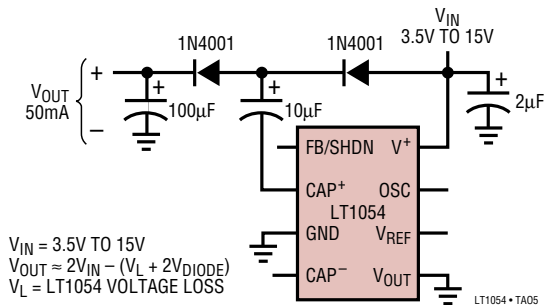 V_IN
3.5V TO 15V
1N4001
1N4001
+
V_OUT
50mA
–
+
100µF
+
10µF
+
2µF
FB/SHDN
V⁺
CAP⁺
OSC
LT1054
GND
V_REF
CAP⁻
V_OUT
V_IN = 3.5V TO 15V
V_OUT ≈ 2V_IN – (V_L + 2V_DIODE)
V_L = LT1054 VOLTAGE LOSS
LT1054 • TA05